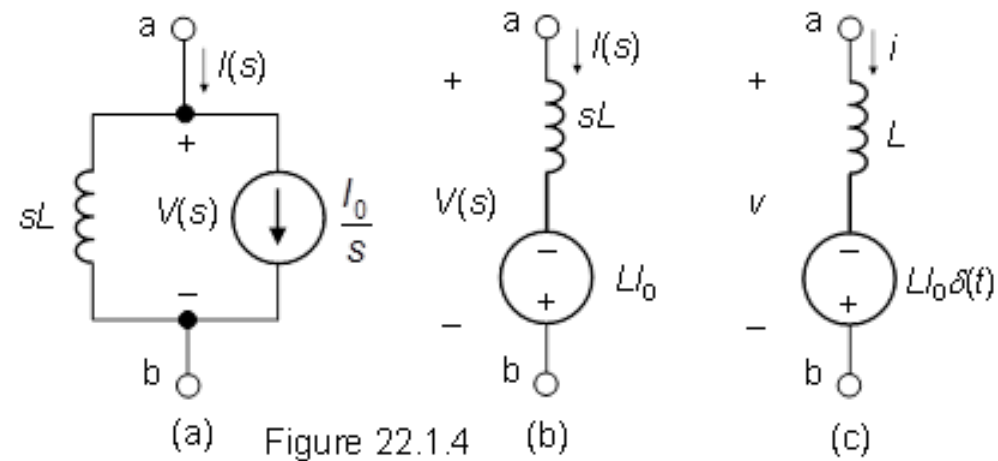 a
I(s)
+
sL
V(s)
I₀/s
−
b
(a)
a
I(s)
+
sL
V(s)
−
+
LI₀
−
b
(b)
a
i
+
L
v
−
+
LI₀δ(t)
−
b
(c)
Figure 22.1.4